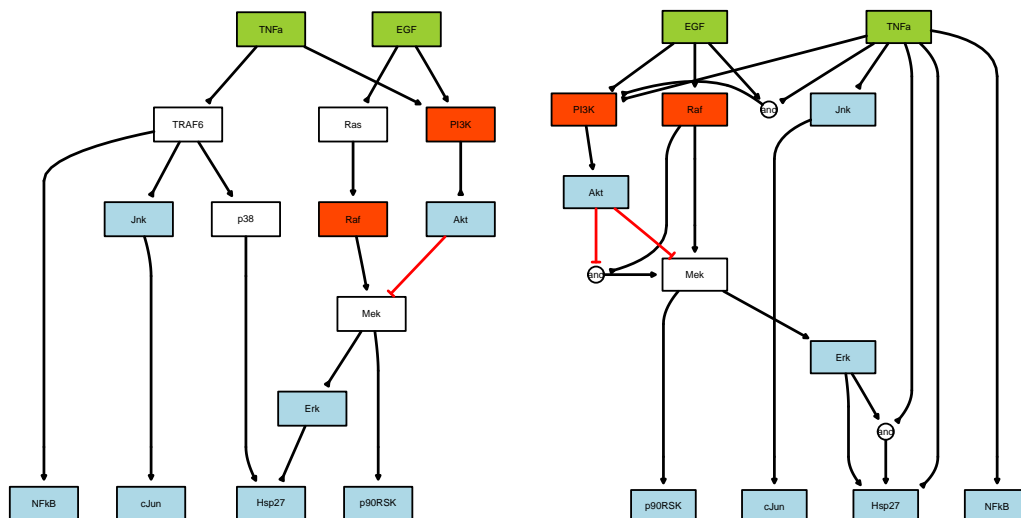 TNFa
EGF
TRAF6
Ras
PI3K
Jnk
p38
Raf
Akt
Mek
Erk
NFkB
cJun
Hsp27
p90RSK
EGF
TNFa
PI3K
Raf
and
Jnk
Akt
and
Mek
Erk
and
p90RSK
cJun
Hsp27
NFkB